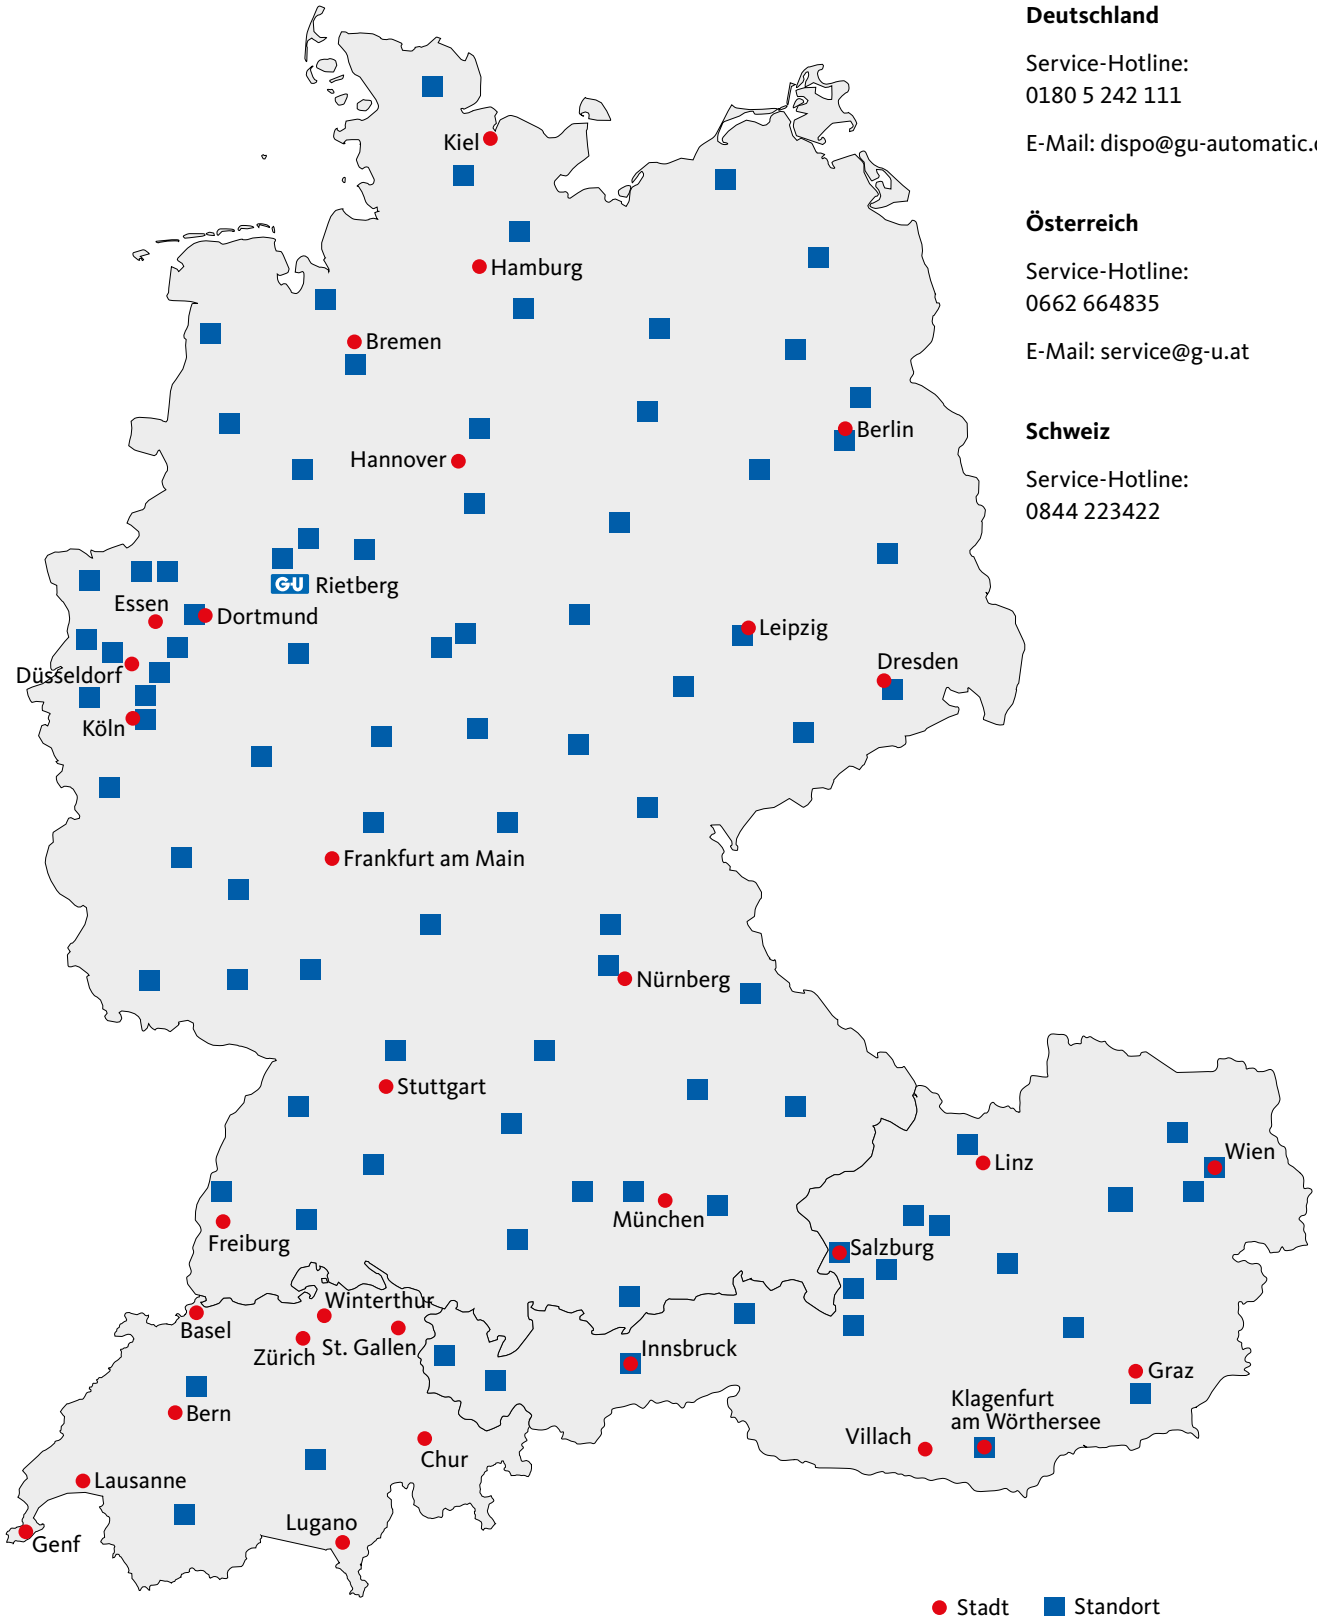 Deutschland
Service-Hotline:
0180 5 242 111
E-Mail: dispo@gu-automatic.
Österreich
Service-Hotline:
0662 664835
E-Mail: service@g-u.at
Schweiz
Service-Hotline:
0844 223422
Kiel
Hamburg
Bremen
Berlin
Hannover
GU Rietberg
Essen
Dortmund
Leipzig
Düsseldorf
Dresden
Köln
Frankfurt am Main
Nürnberg
Stuttgart
Linz
Wien
München
Freiburg
Salzburg
Winterthur
Basel
Zürich
St. Gallen
Innsbruck
Graz
Klagenfurt
am Wörthersee
Bern
Villach
Chur
Lausanne
Lugano
Genf
Stadt
Standort